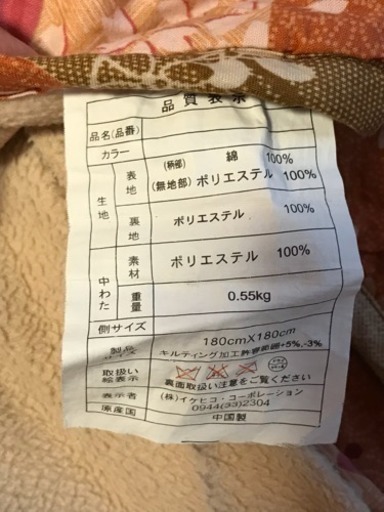 品質表示
品名(品番)
カラー
生地 表地 (柄部) 綿 100%
(無地部) ポリエステル 100%
裏地 ポリエステル 100%
中わた 素材 ポリエステル 100%
重量 0.55kg
側サイズ
製品 180cmX180cm
キルティング加工許容範囲+5%,-3%
取扱い
絵表示
裏面取扱い注意をご覧ください
表示者 (株)イケヒコ・コーポレーション
0944(33)2304
原産国 中国製